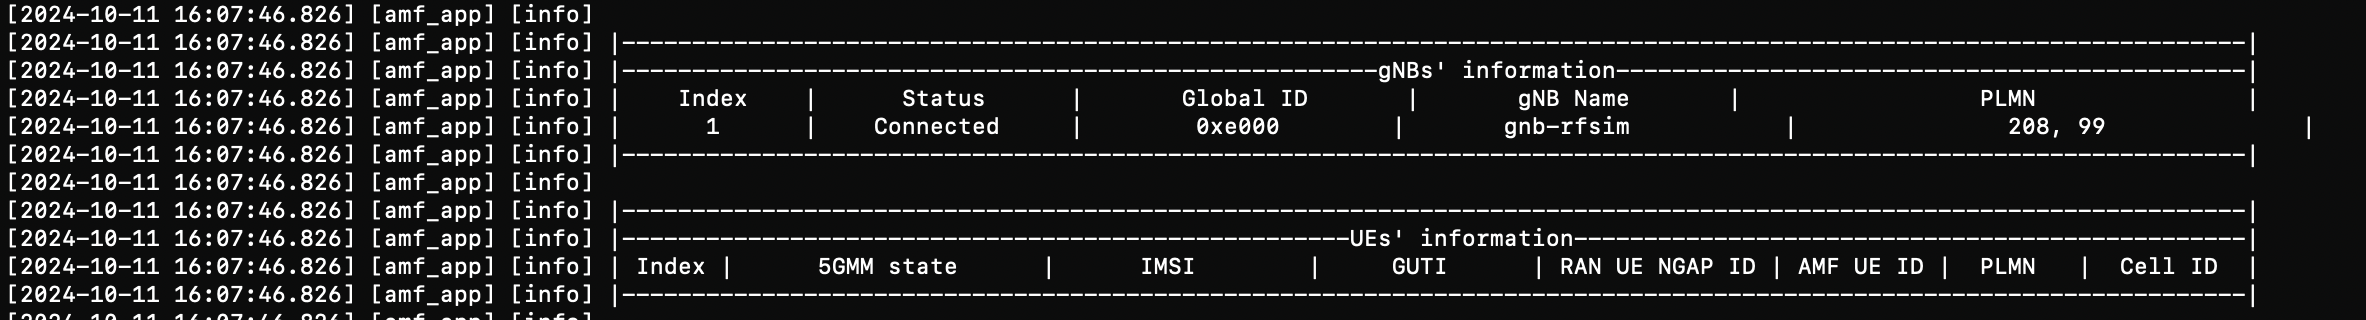 [2024-10-11 16:07:46.826] [amf_app] [info]
[2024-10-11 16:07:46.826] [amf_app] [info] |--------------------------------------------------------------------------------------------------------------------|
[2024-10-11 16:07:46.826] [amf_app] [info] |------------------------------------------------------gNBs' information---------------------------------------------|
[2024-10-11 16:07:46.826] [amf_app] [info] |    Index    |      Status      |       Global ID       |       gNB Name       |                 PLMN               |
[2024-10-11 16:07:46.826] [amf_app] [info] |      1      |    Connected     |        0xe000        |       gnb-rfsim           |               208, 99              |
[2024-10-11 16:07:46.826] [amf_app] [info] |--------------------------------------------------------------------------------------------------------------------|
[2024-10-11 16:07:46.826] [amf_app] [info]
[2024-10-11 16:07:46.826] [amf_app] [info] |--------------------------------------------------------------------------------------------------------------------|
[2024-10-11 16:07:46.826] [amf_app] [info] |----------------------------------------------------UEs' information------------------------------------------------|
[2024-10-11 16:07:46.826] [amf_app] [info] | Index |      5GMM state      |      IMSI        |     GUTI      | RAN UE NGAP ID | AMF UE ID |  PLMN   |  Cell ID  |
[2024-10-11 16:07:46.826] [amf_app] [info] |--------------------------------------------------------------------------------------------------------------------|